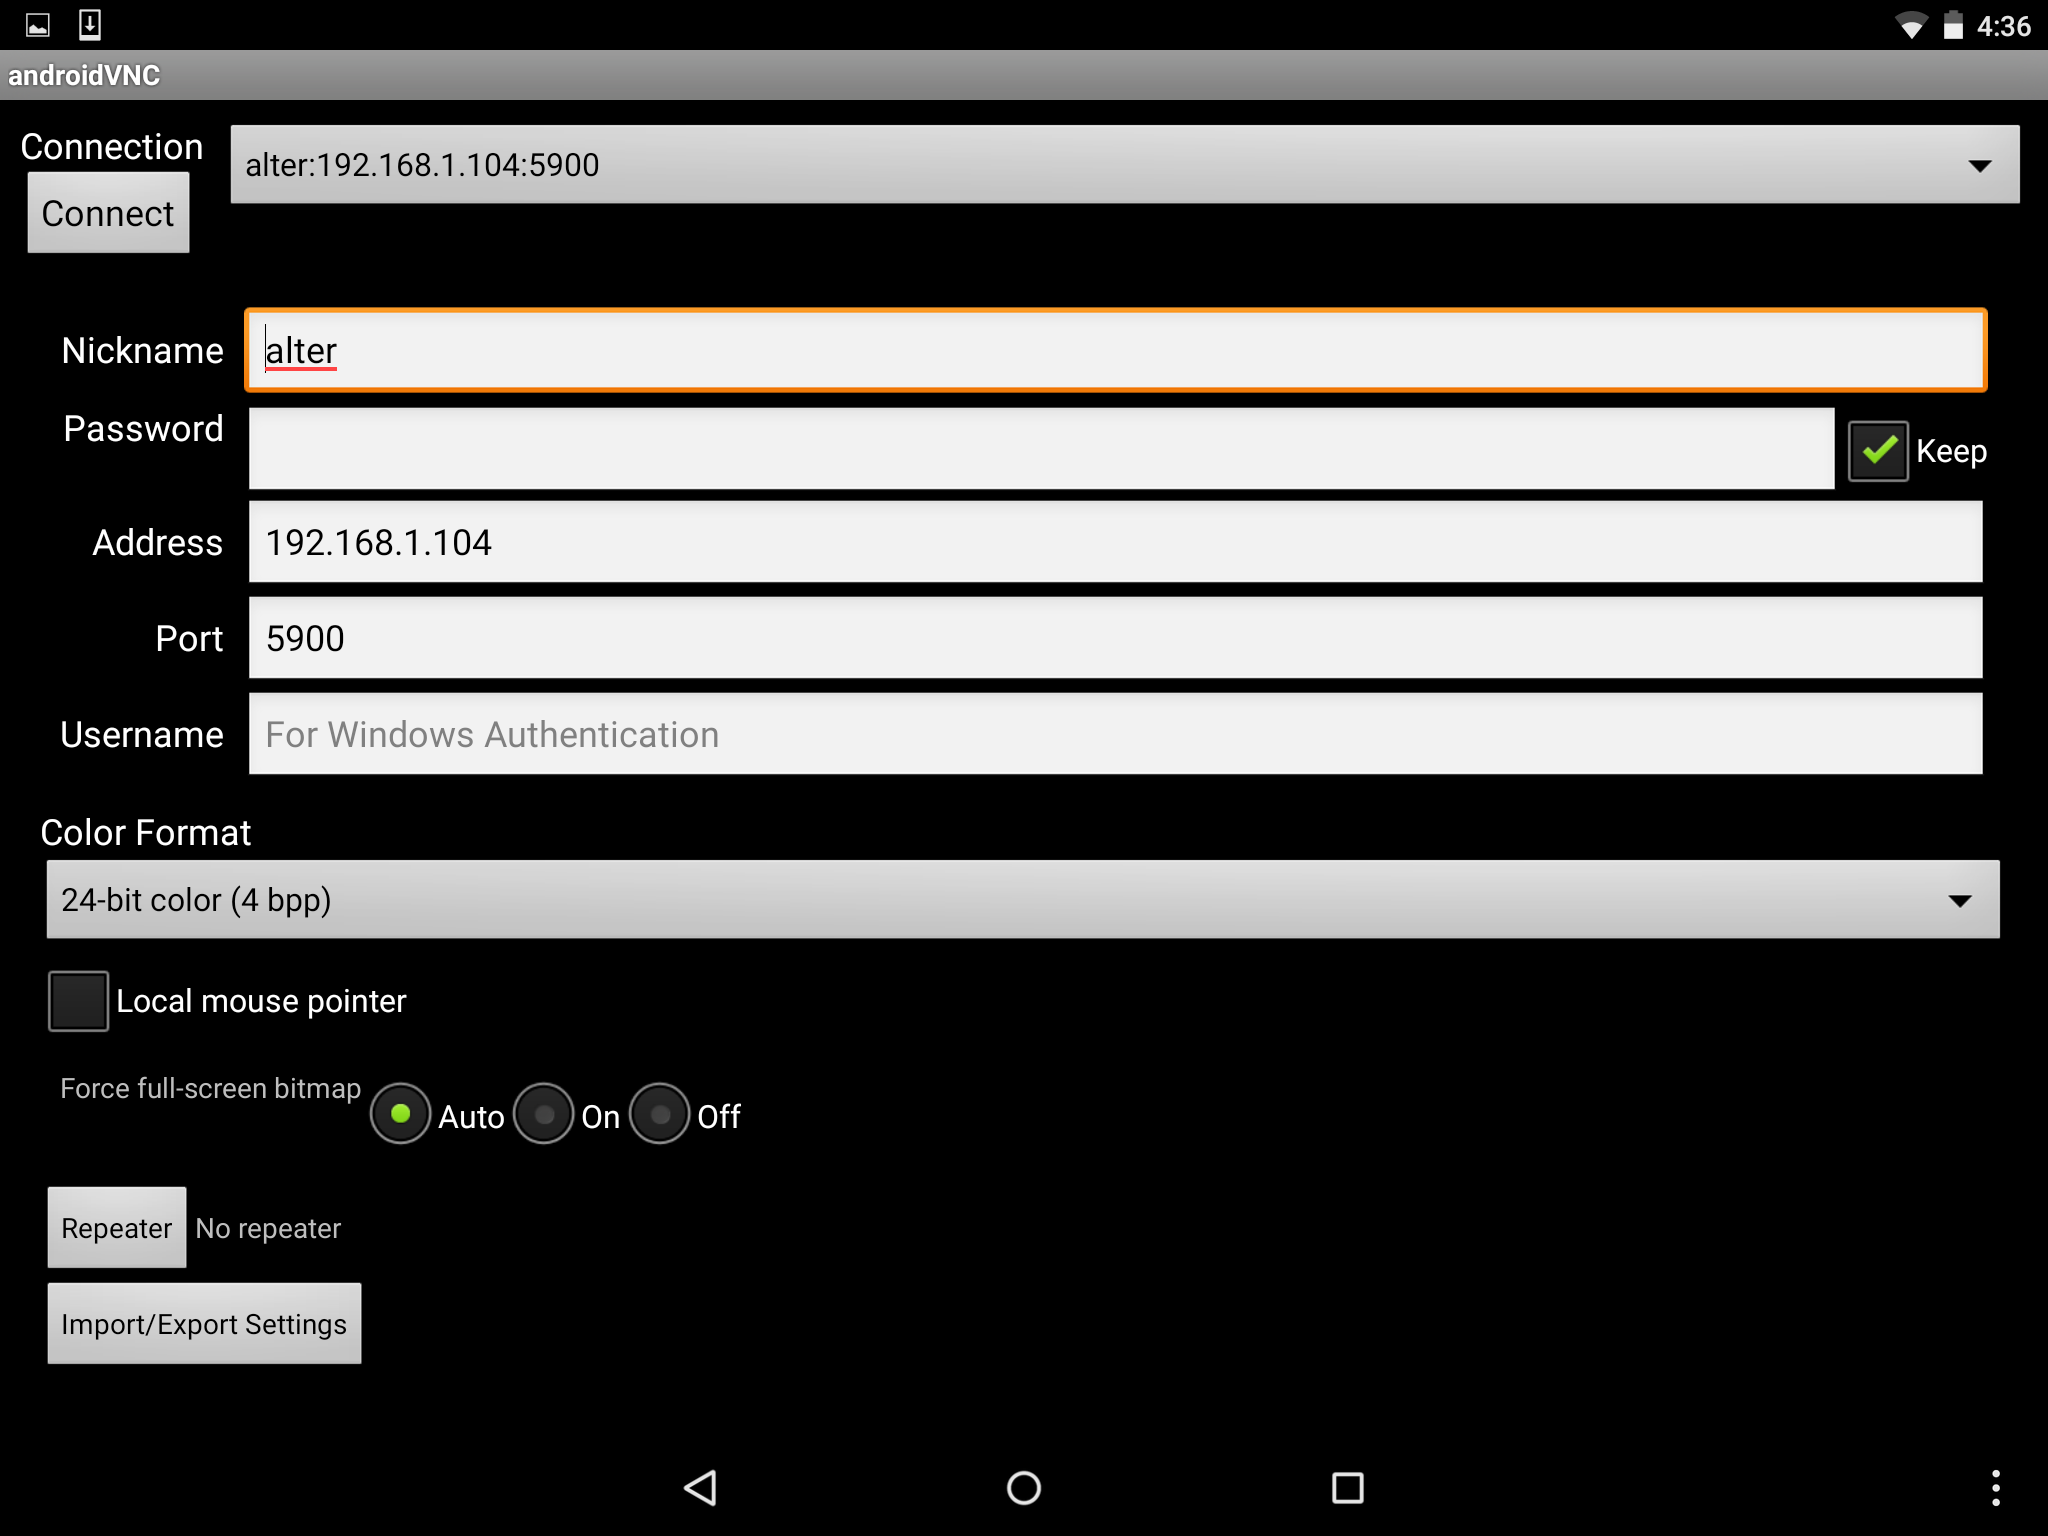 4:36
androidVNC
Connection
alter:192.168.1.104:5900
Connect
Nickname
alter
Password
Keep
Address
192.168.1.104
Port
5900
Username
For Windows Authentication
Color Format
24-bit color (4 bpp)
Local mouse pointer
Force full-screen bitmap
Auto On Off
Repeater
No repeater
Import/Export Settings